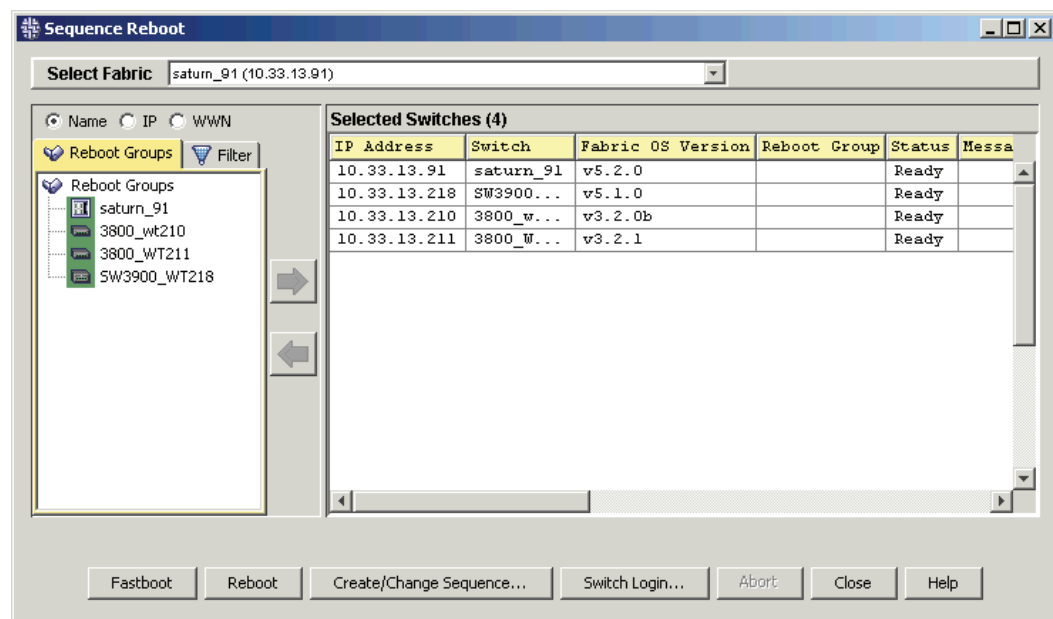 Sequence Reboot
Select Fabric saturn_91 (10.33.13.91)
Name IP WWN
Reboot Groups Filter
Reboot Groups
saturn_91
3800_wt210
3800_WT211
SW3900_WT218
Selected Switches (4)
IP Address Switch Fabric OS Version Reboot Group Status Messa
10.33.13.91 saturn_91 v5.2.0 Ready
10.33.13.218 SW3900... v5.1.0 Ready
10.33.13.210 3800_w... v3.2.0b Ready
10.33.13.211 3800_W... v3.2.1 Ready
Fastboot Reboot Create/Change Sequence... Switch Login... Abort Close Help